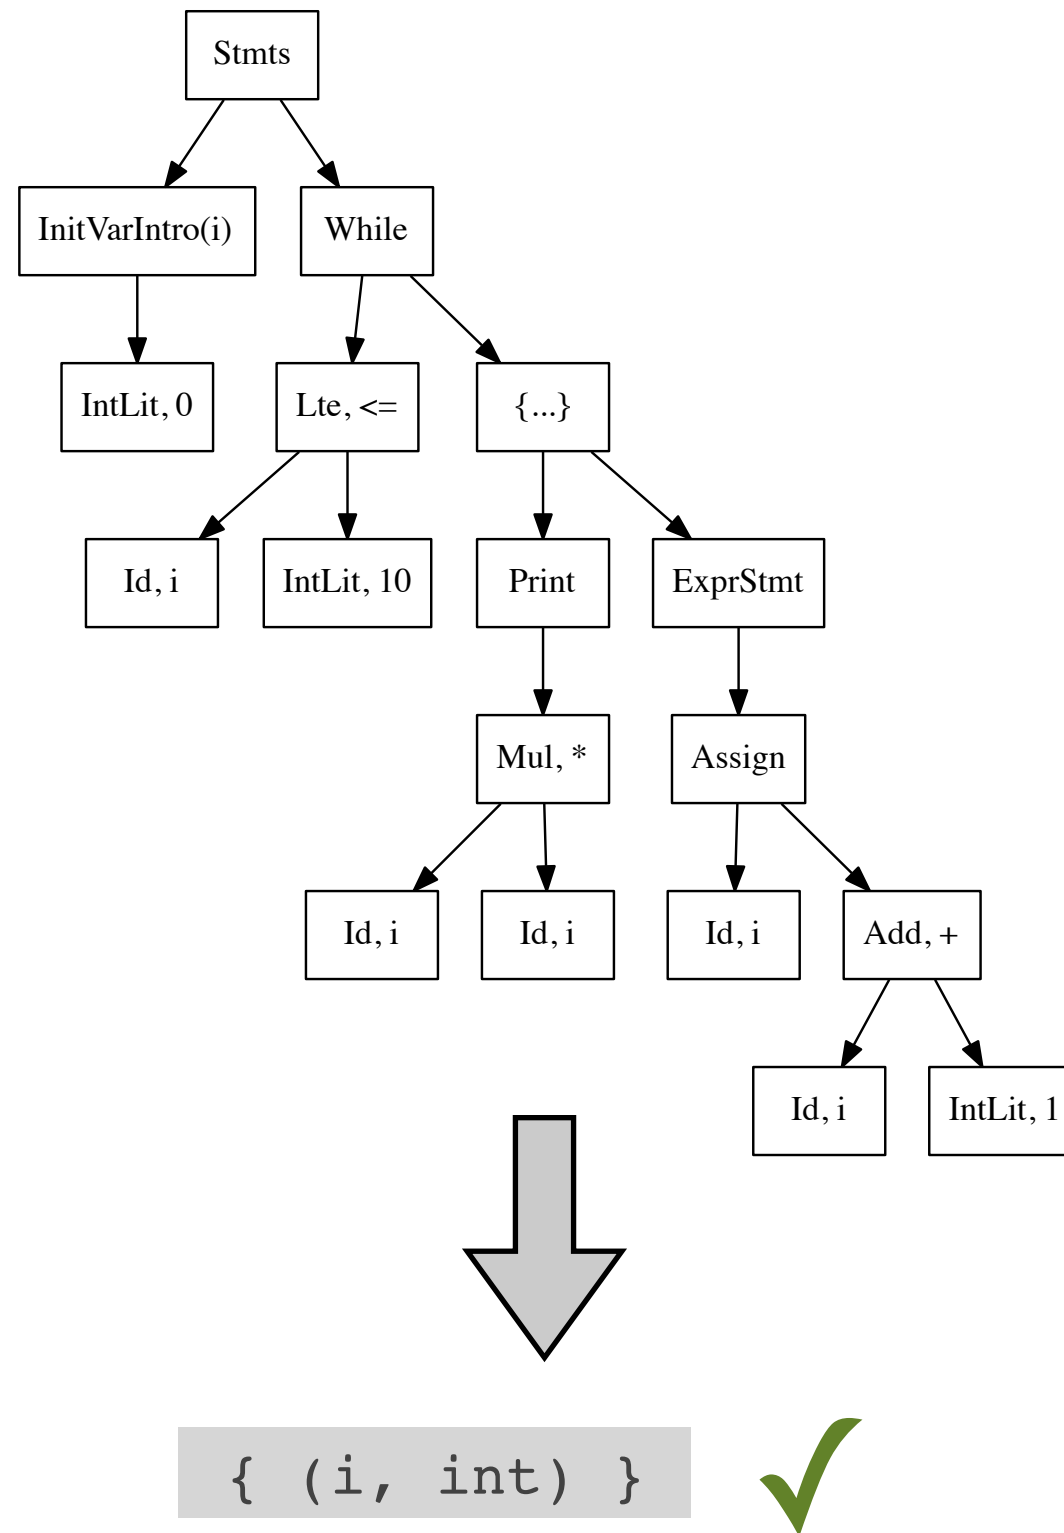 Stmts
InitVarIntro(i)
While
IntLit, 0
Lte, <=
{...}
Id, i
IntLit, 10
Print
ExprStmt
Mul, *
Assign
Id, i
Id, i
Id, i
Add, +
Id, i
IntLit, 1
{ (i, int) }